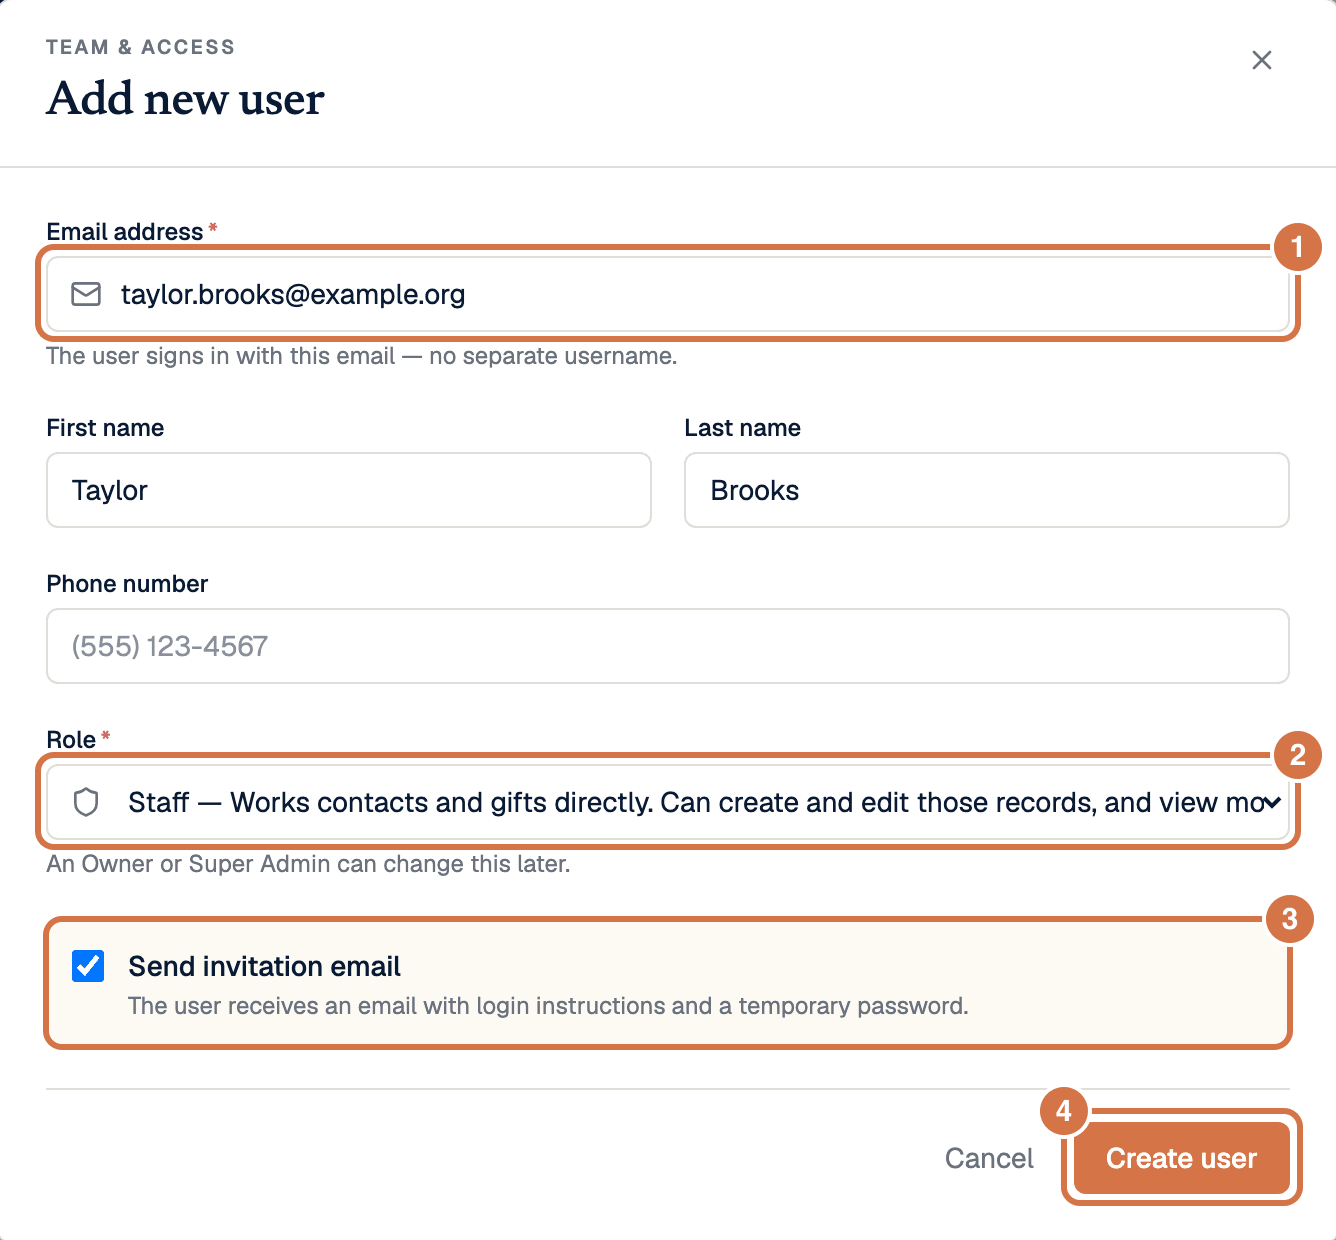 TEAM & ACCESS
Add new user
Email address *
1
taylor.brooks@example.org
The user signs in with this email — no separate username.
First name
Last name
Taylor
Brooks
Phone number
(555) 123-4567
Role *
2
Staff — Works contacts and gifts directly. Can create and edit those records, and view mo
An Owner or Super Admin can change this later.
3
Send invitation email
The user receives an email with login instructions and a temporary password.
4
Cancel
Create user